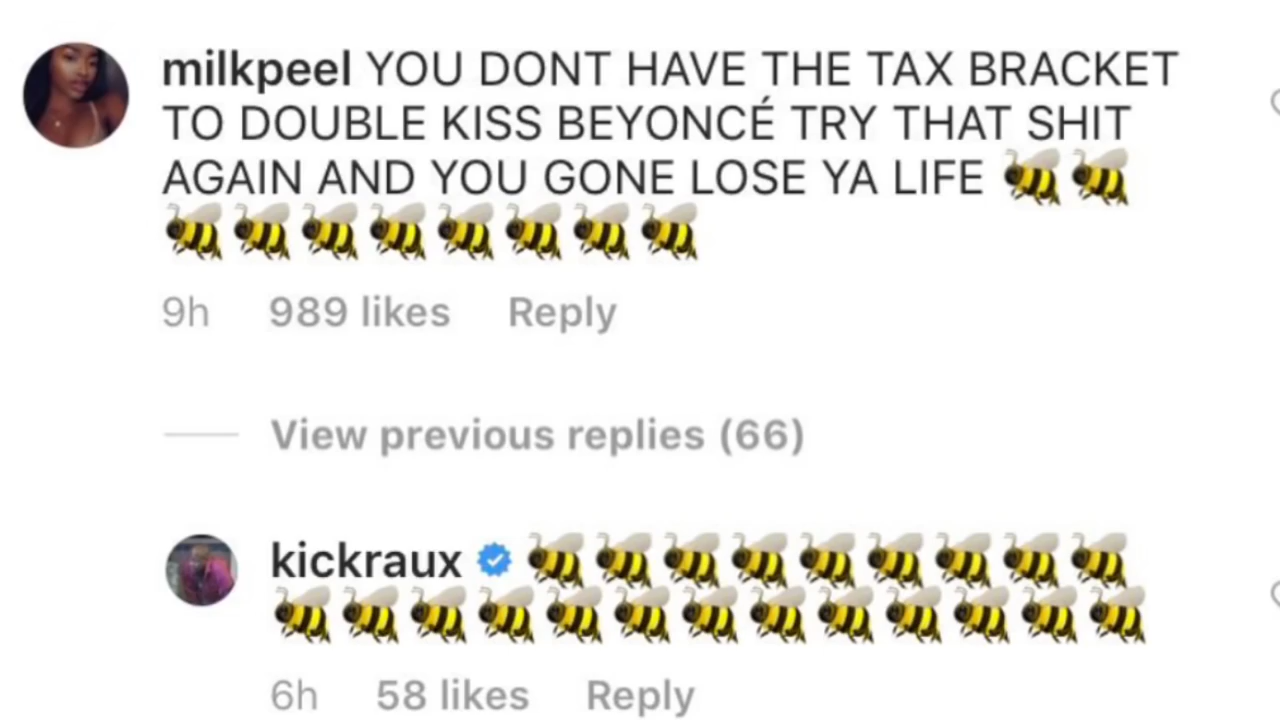 milkpeel YOU DONT HAVE THE TAX BRACKET
TO DOUBLE KISS BEYONCÉ TRY THAT SHIT
AGAIN AND YOU GONE LOSE YA LIFE 🐝🐝
🐝🐝🐝🐝🐝🐝🐝🐝
9h 989 likes Reply
View previous replies (66)
kickraux 🐝🐝🐝🐝🐝🐝🐝🐝🐝
🐝🐝🐝🐝🐝🐝🐝🐝🐝🐝🐝🐝🐝
6h 58 likes Reply